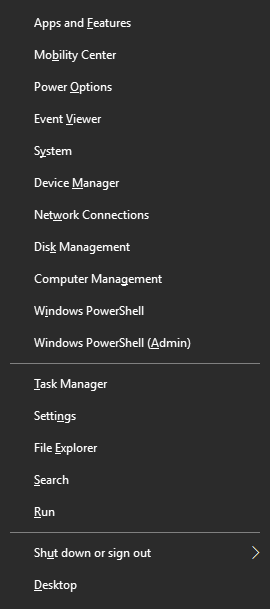 Apps and Features
Mobility Center
Power Options
Event Viewer
System
Device Manager
Network Connections
Disk Management
Computer Management
Windows PowerShell
Windows PowerShell (Admin)
Task Manager
Settings
File Explorer
Search
Run
Shut down or sign out
Desktop